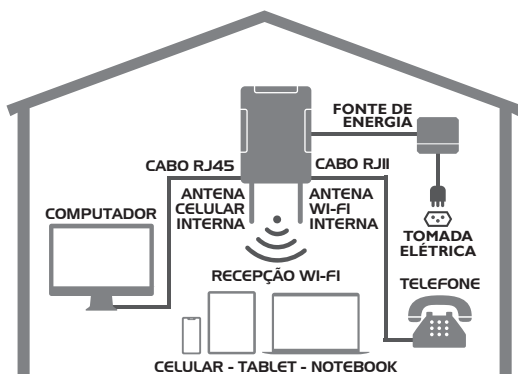 FONTE DE
ENERGIA
CABO RJ45
CABO RJII
ANTENA
CELULAR
INTERNA
ANTENA
WI-FI
INTERNA
COMPUTADOR
TOMADA
ELÉTRICA
RECEPÇÃO WI-FI
TELEFONE
CELULAR - TABLET - NOTEBOOK